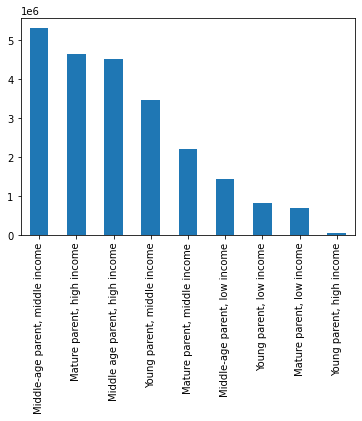 1e6
5
4
3
2
1
0
Middle-age parent, middle income
Mature parent, high income
Middle age parent, high income
Young parent, middle income
Mature parent, middle income
Middle-age parent, low income
Young parent, low income
Mature parent, low income
Young parent, high income